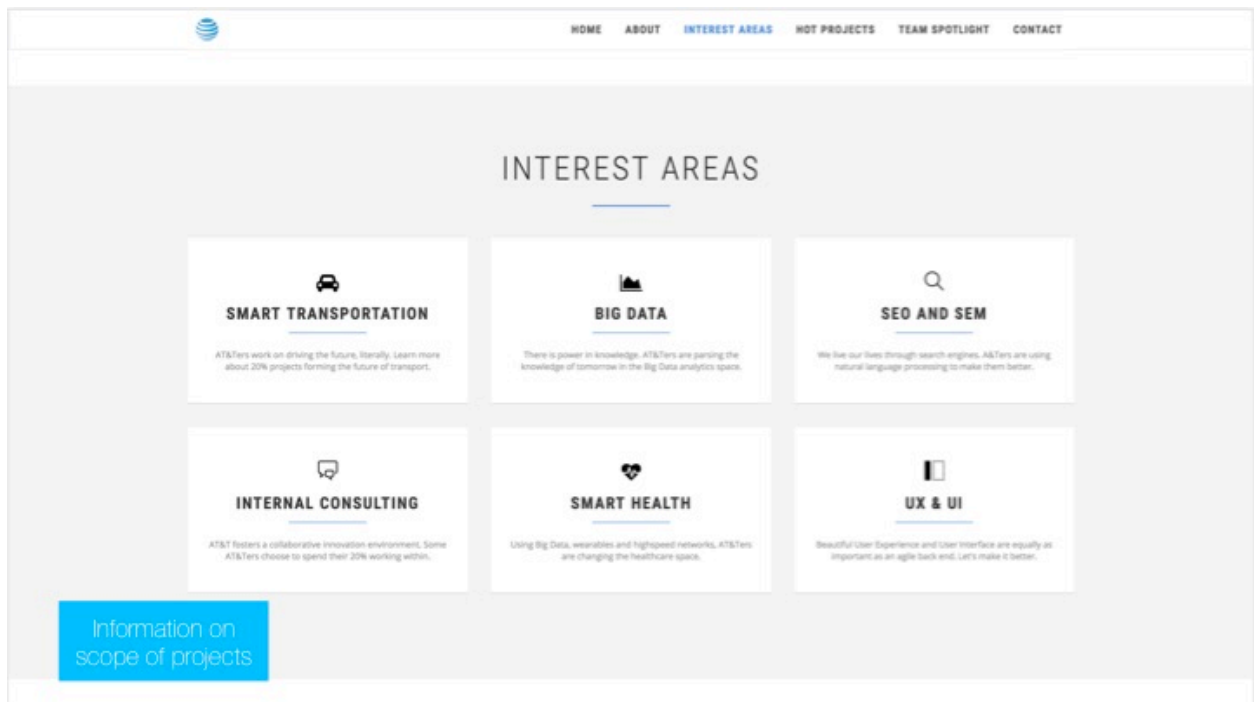 HOME ABOUT INTEREST AREAS HOT PROJECTS TEAM SPOTLIGHT CONTACT
INTEREST AREAS
SMART TRANSPORTATION
AT&Ters work on driving the future, literally. Learn more
about 20% projects forming the future of transport.
BIG DATA
There is power in knowledge. AT&Ters are parsing the
knowledge of tomorrow in the Big Data analytics space.
SEO AND SEM
We live our lives through search engines. A&Ters are using
natural language processing to make them better.
INTERNAL CONSULTING
AT&T fosters a collaborative innovation environment. Some
AT&Ters choose to spend their 20% working within.
SMART HEALTH
Using Big Data, wearables and highspeed networks, AT&Ters
are changing the healthcare space.
UX & UI
Beautiful User Experience and User Interface are equally as
important as an agile back end. Let's make it better.
Information on
scope of projects